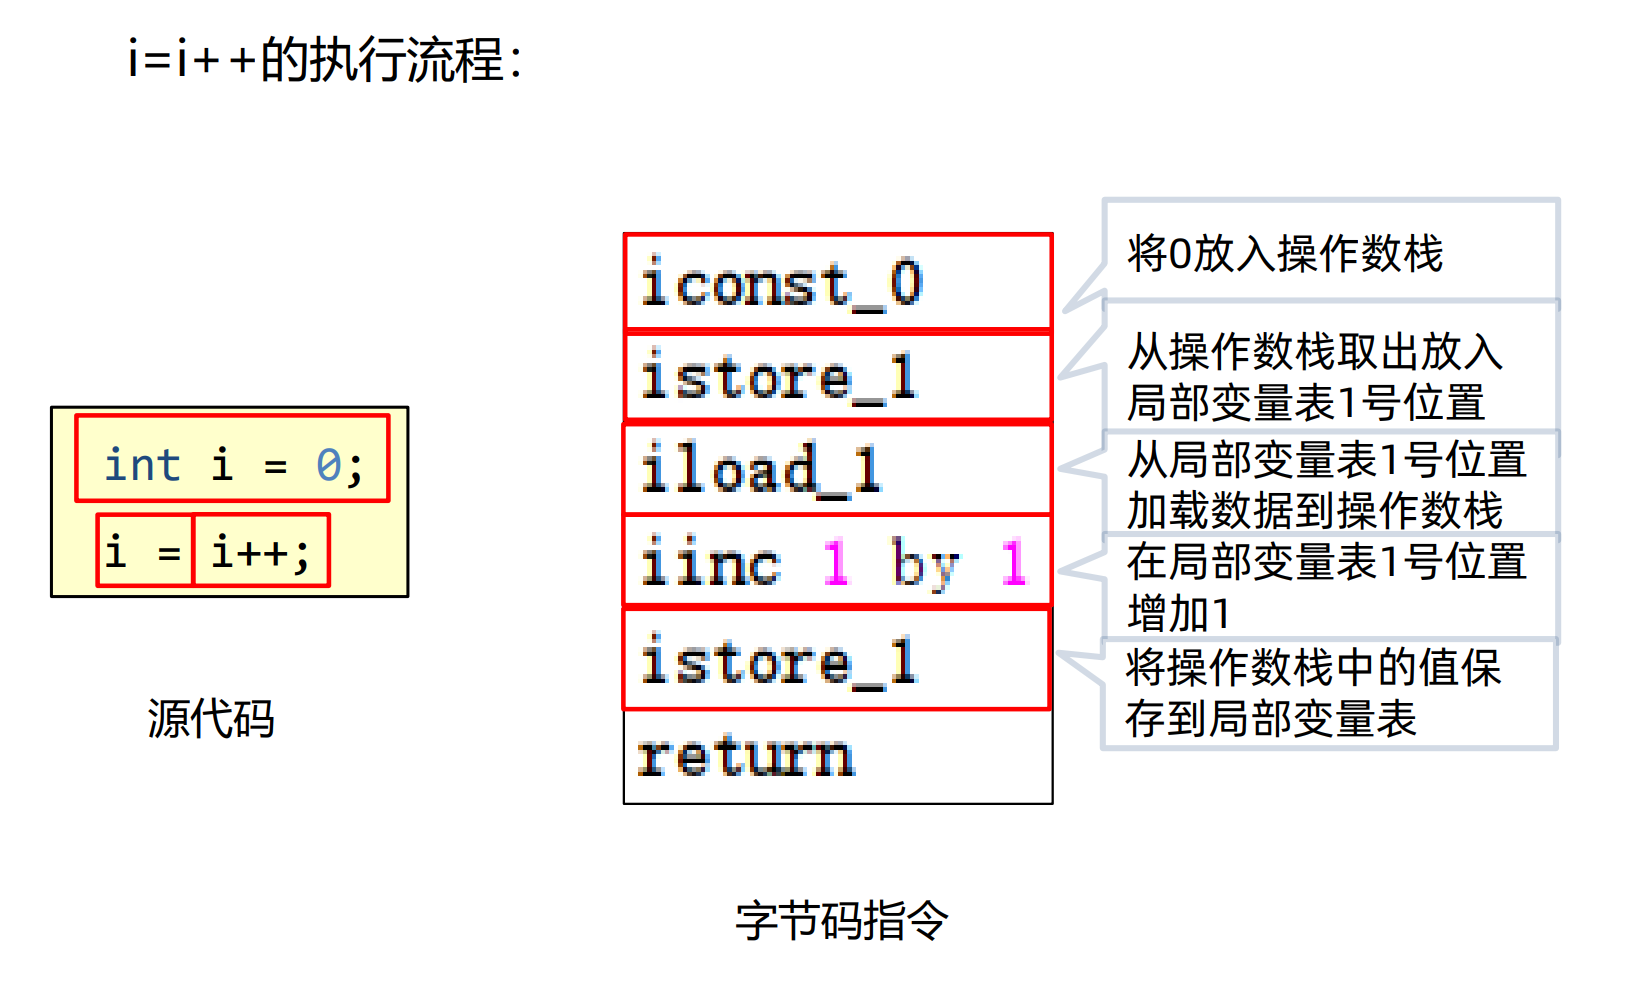 i=i++的执行流程：
int i = 0;
i = i++;
源代码
iconst_0
istore_1
iload_1
iinc 1 by 1
istore_1
return
字节码指令
将0放入操作数栈
从操作数栈取出放入
局部变量表1号位置
从局部变量表1号位置
加载数据到操作数栈
在局部变量表1号位置
增加1
将操作数栈中的值保
存到局部变量表